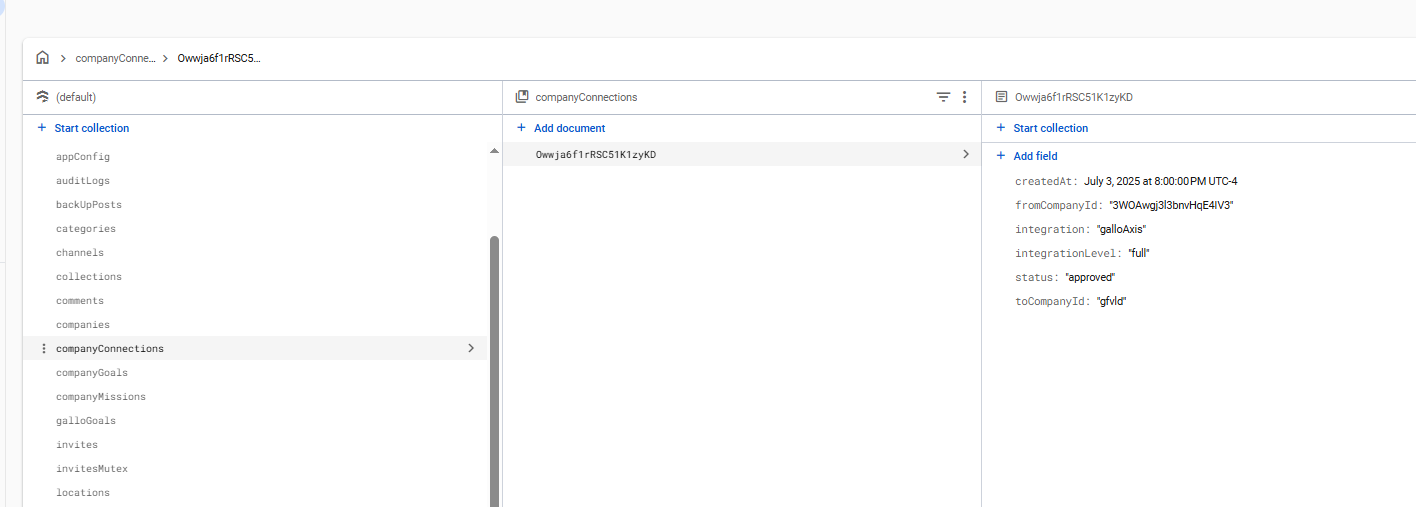 companyConne... > Owwja6f1rRSC5...
(default)
+ Start collection
appConfig
auditLogs
backUpPosts
categories
channels
collections
comments
companies
companyConnections
companyGoals
companyMissions
galloGoals
invites
invitesMutex
locations
companyConnections
+ Add document
Owwja6f1rRSC51K1zyKD
Owwja6f1rRSC51K1zyKD
+ Start collection
+ Add field
createdAt: July 3, 2025 at 8:00:00 PM UTC-4
fromCompanyId: "3WOAwgj3l3bnvHqE4IV3"
integration: "galloAxis"
integrationLevel: "full"
status: "approved"
toCompanyId: "gfvld"